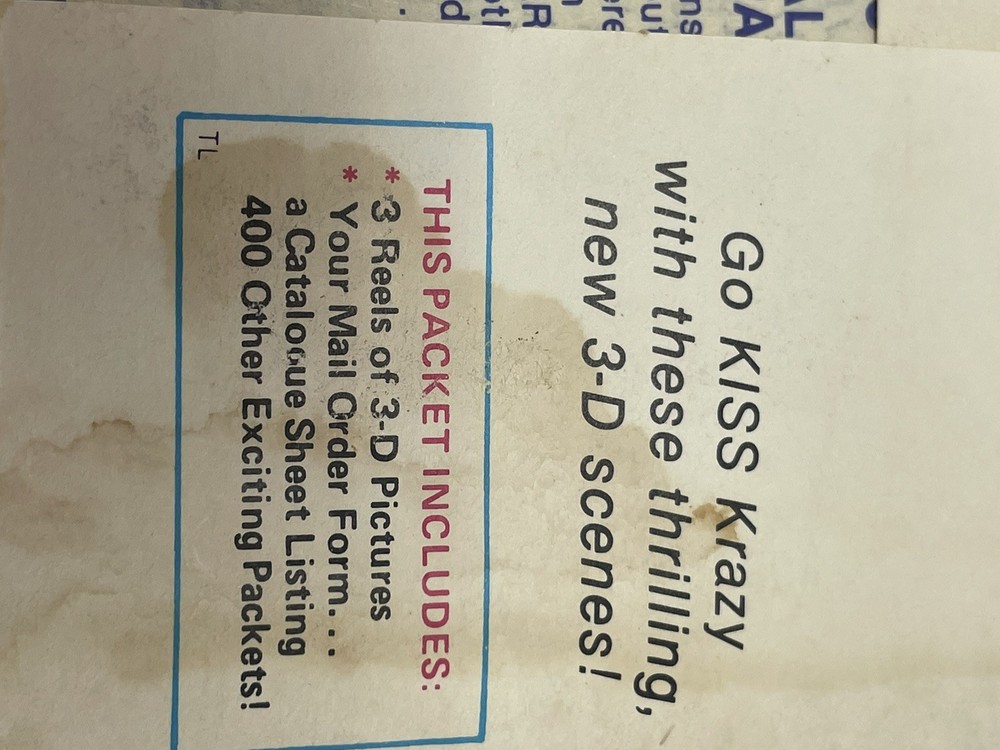 Go KISS Krazy
with these thrilling,
new 3-D scenes!
THIS PACKET INCLUDES:
* 3 Reels of 3-D Pictures
* Your Mail Order Form...
a Catalogue Sheet Listing
400 Other Exciting Packets!
TL